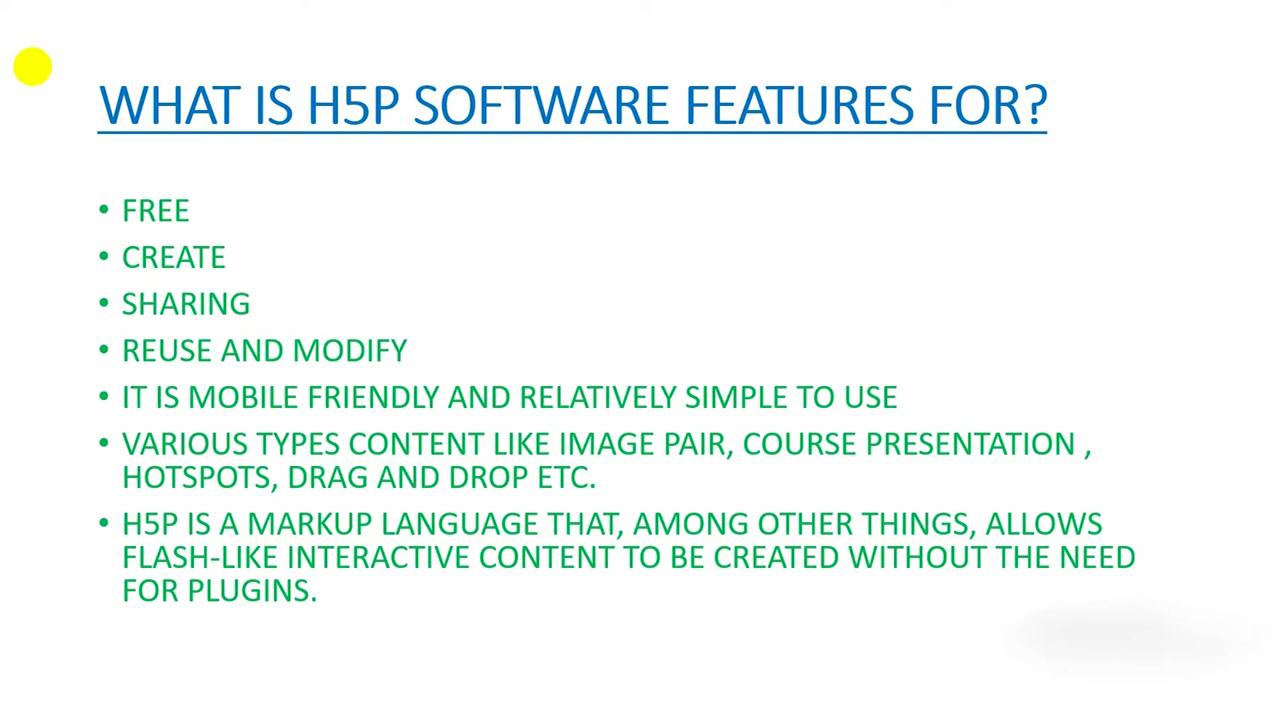 WHAT IS H5P SOFTWARE FEATURES FOR?
• FREE
• CREATE
• SHARING
• REUSE AND MODIFY
• IT IS MOBILE FRIENDLY AND RELATIVELY SIMPLE TO USE
• VARIOUS TYPES CONTENT LIKE IMAGE PAIR, COURSE PRESENTATION ,
HOTSPOTS, DRAG AND DROP ETC.
• H5P IS A MARKUP LANGUAGE THAT, AMONG OTHER THINGS, ALLOWS
FLASH-LIKE INTERACTIVE CONTENT TO BE CREATED WITHOUT THE NEED
FOR PLUGINS.